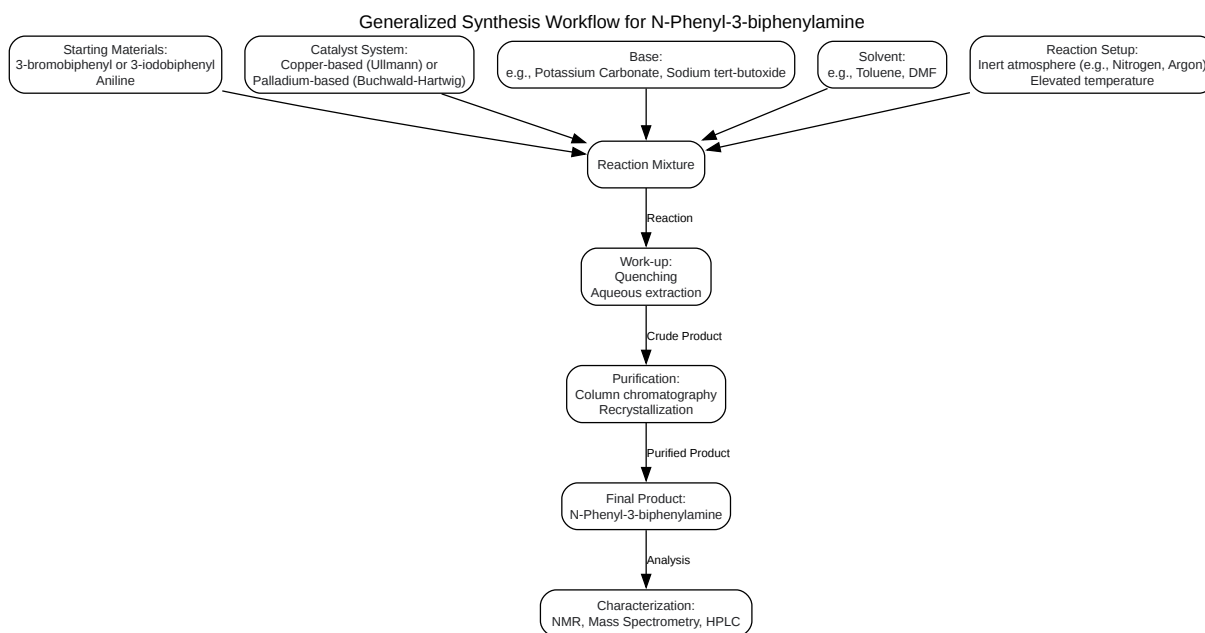 Generalized Synthesis Workflow for N-Phenyl-3-biphenylamine
Starting Materials:
3-bromobiphenyl or 3-iodobiphenyl
Aniline
Catalyst System:
Copper-based (Ullmann) or
Palladium-based (Buchwald-Hartwig)
Base:
e.g., Potassium Carbonate, Sodium tert-butoxide
Solvent:
e.g., Toluene, DMF
Reaction Setup:
Inert atmosphere (e.g., Nitrogen, Argon)
Elevated temperature
Reaction Mixture
Reaction
Work-up:
Quenching
Aqueous extraction
Crude Product
Purification:
Column chromatography
Recrystallization
Purified Product
Final Product:
N-Phenyl-3-biphenylamine
Analysis
Characterization:
NMR, Mass Spectrometry, HPLC